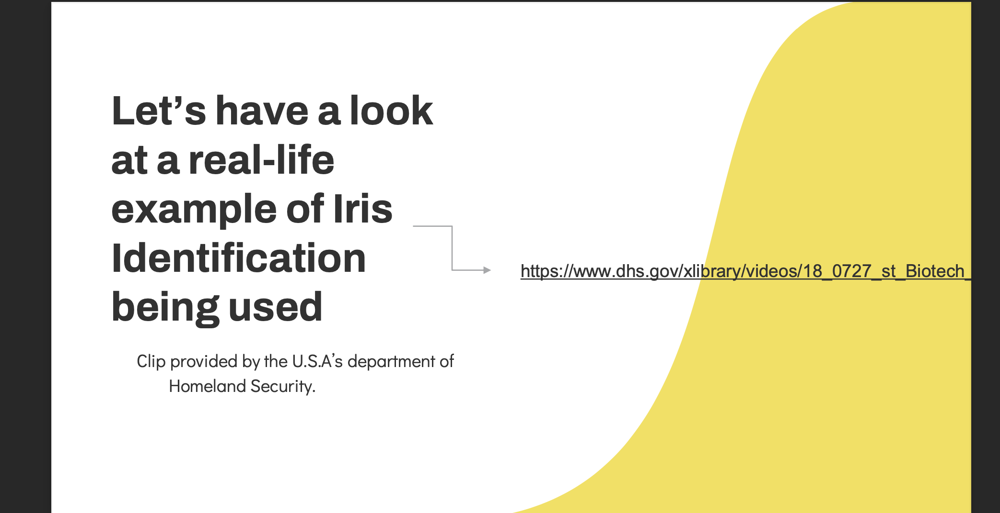 Let’s have a look
at a real-life
example of Iris
Identification
being used
https://www.dhs.gov/xlibrary/videos/18_0727_st_Biotech_
Clip provided by the U.S.A’s department of
Homeland Security.